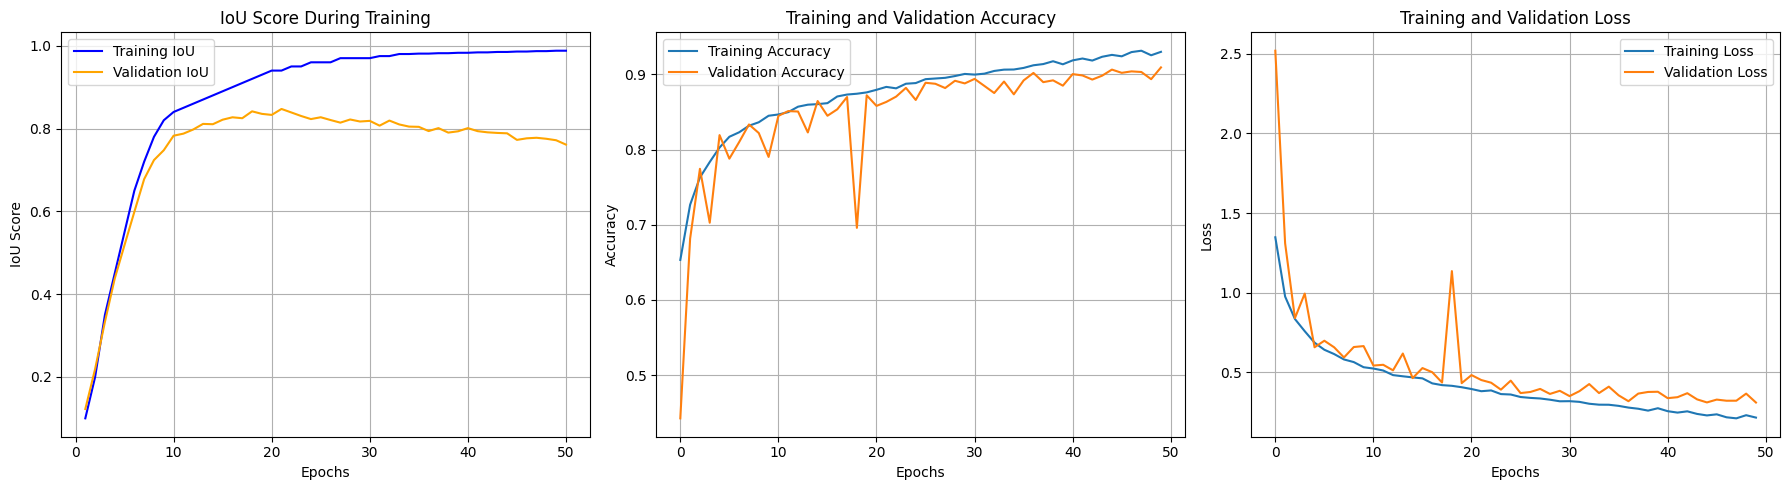 IoU Score During Training
Training IoU
Validation IoU
1.0
0.8
0.6
0.4
0.2
IoU Score
0 10 20 30 40 50
Epochs
Training and Validation Accuracy
Training Accuracy
Validation Accuracy
0.9
0.8
0.7
0.6
0.5
Accuracy
0 10 20 30 40 50
Epochs
Training and Validation Loss
Training Loss
Validation Loss
2.5
2.0
1.5
1.0
0.5
Loss
0 10 20 30 40 50
Epochs